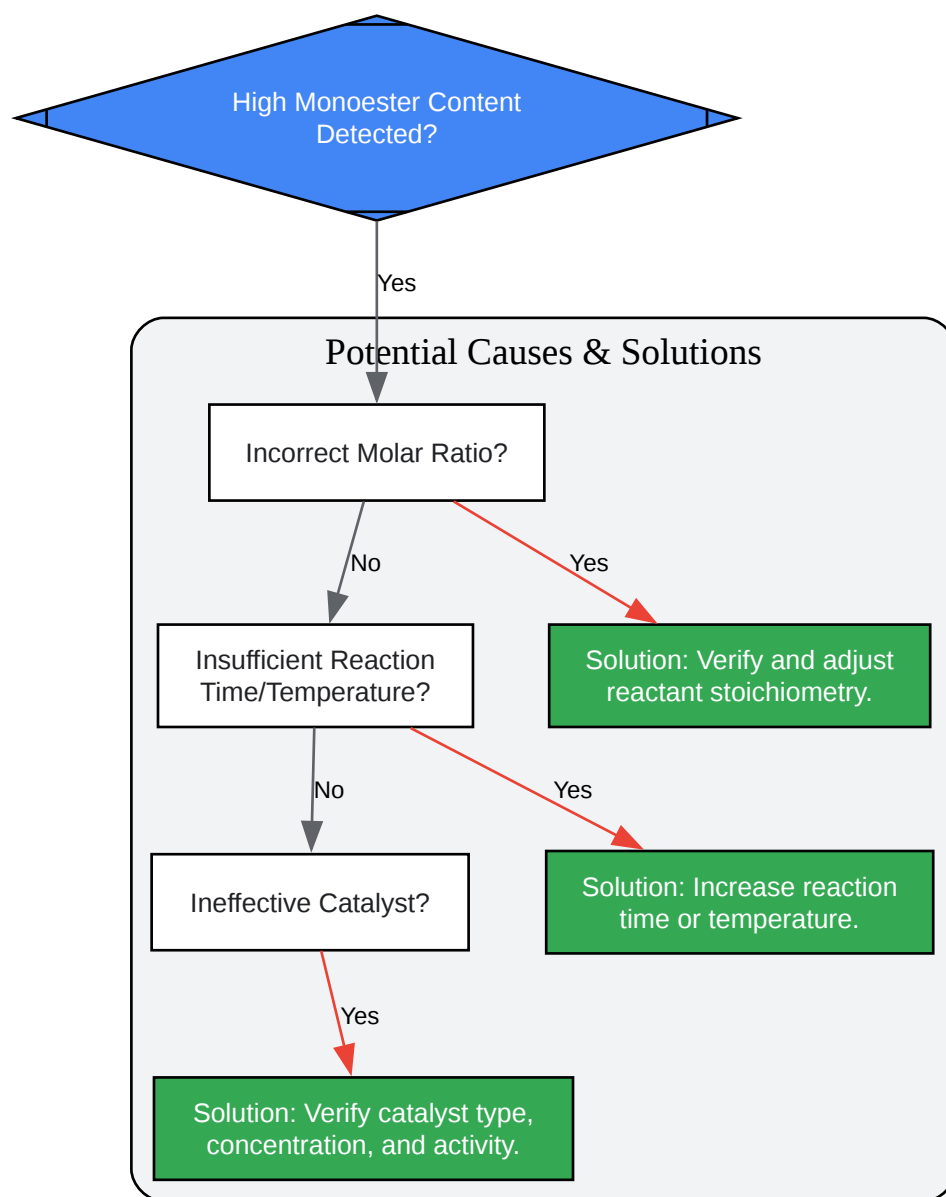 High Monoester Content
Detected?
Yes
Potential Causes & Solutions
Incorrect Molar Ratio?
No
Yes
Insufficient Reaction
Time/Temperature?
Solution: Verify and adjust
reactant stoichiometry.
No
Yes
Ineffective Catalyst?
Solution: Increase reaction
time or temperature.
Yes
Solution: Verify catalyst type,
concentration, and activity.